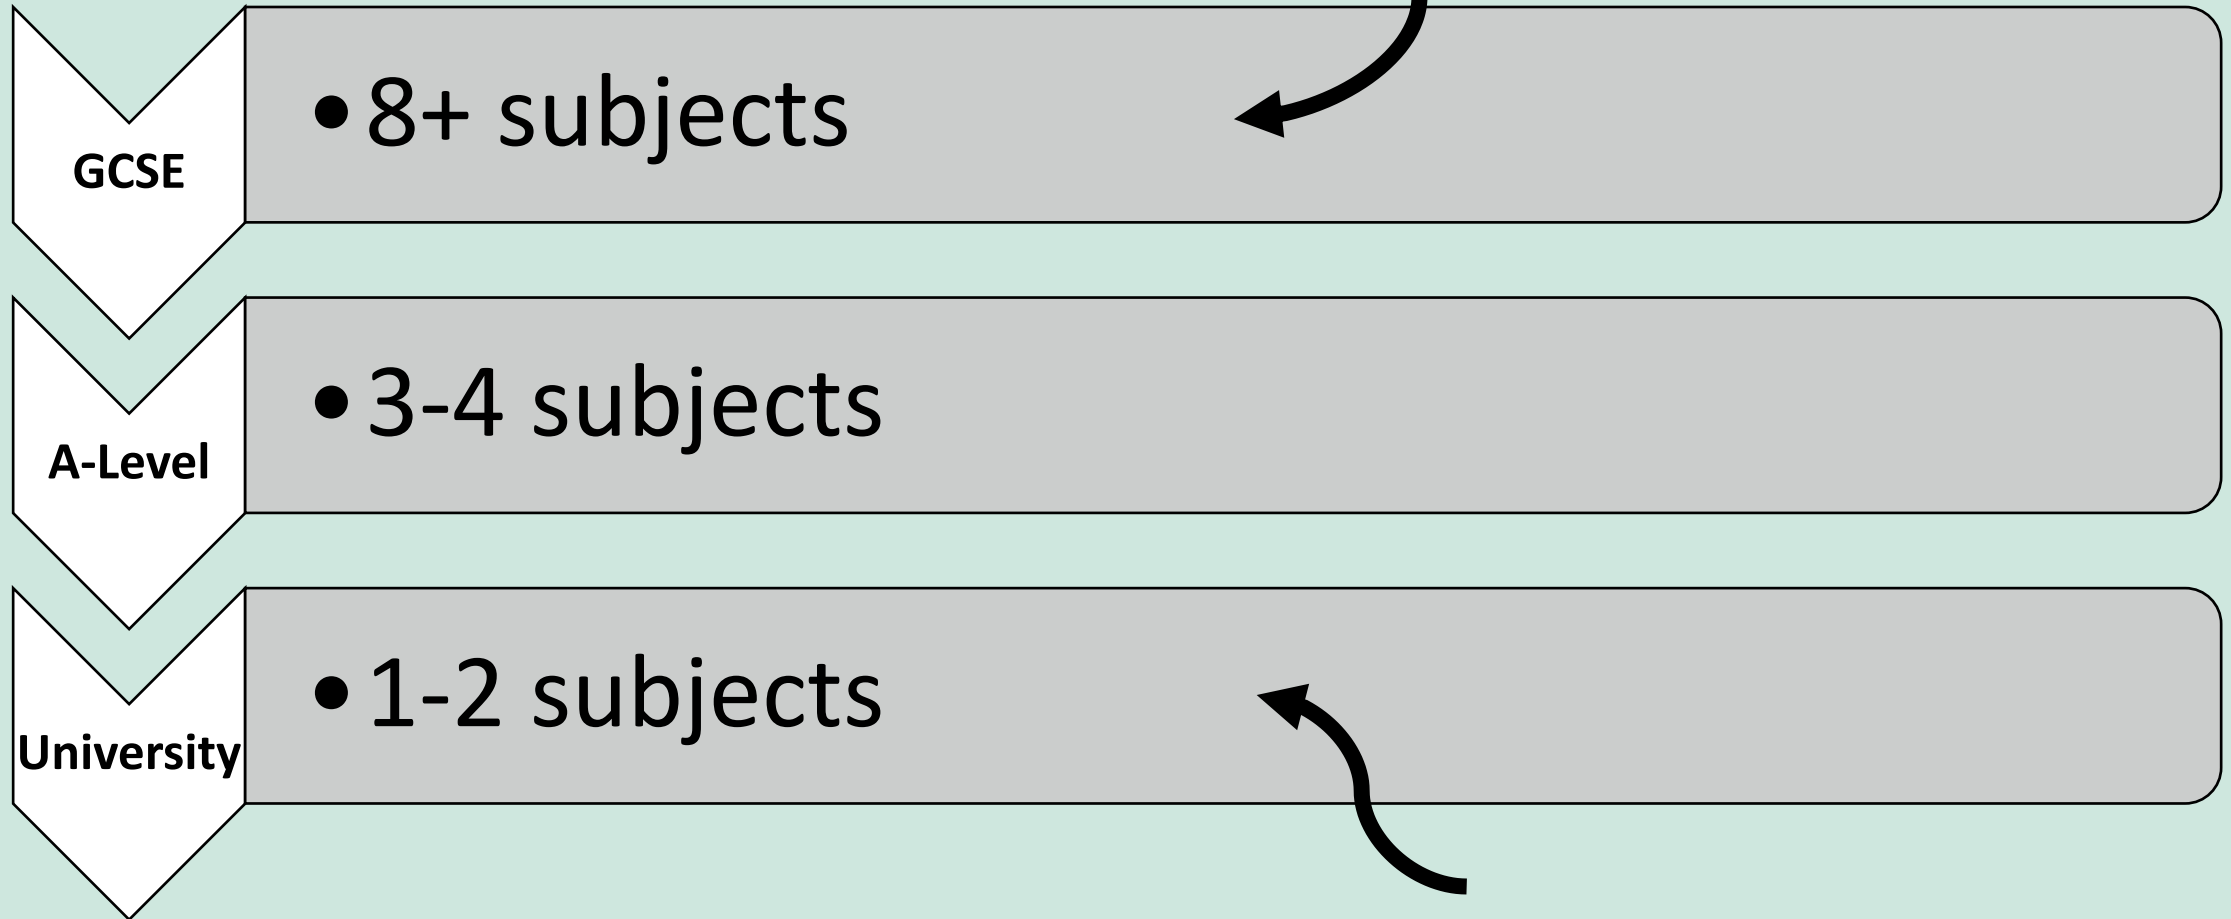 GCSE
• 8+ subjects
A-Level
• 3-4 subjects
University
• 1-2 subjects